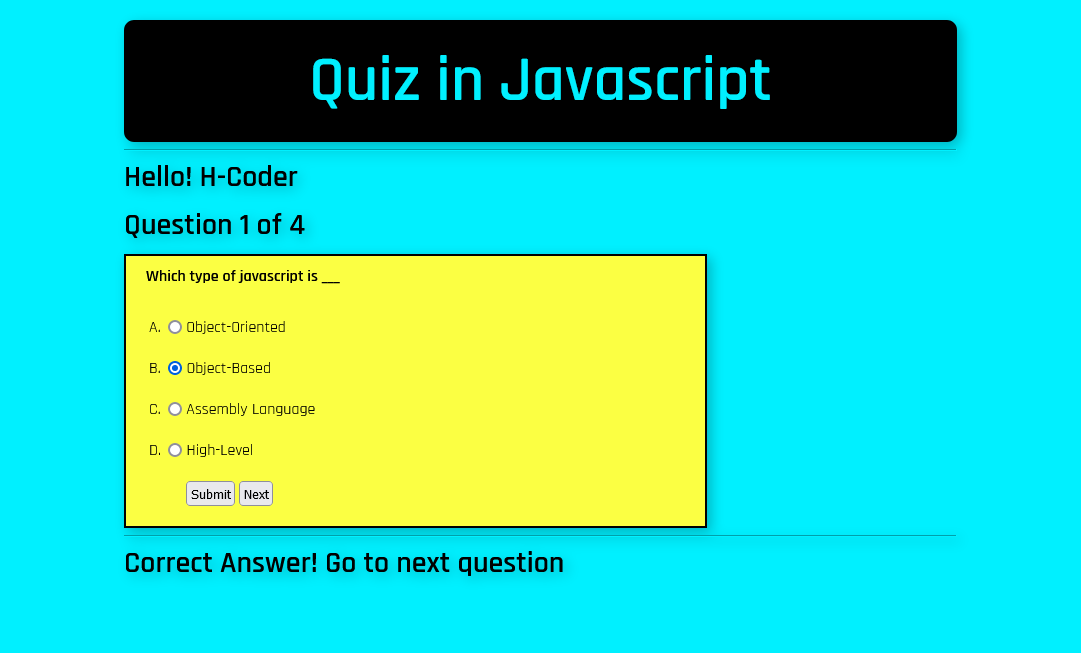 Quiz in Javascript
Hello! H-Coder
Question 1 of 4
Which type of javascript is ___
A. Object-Oriented
B. Object-Based
C. Assembly Language
D. High-Level
Submit Next
Correct Answer! Go to next question